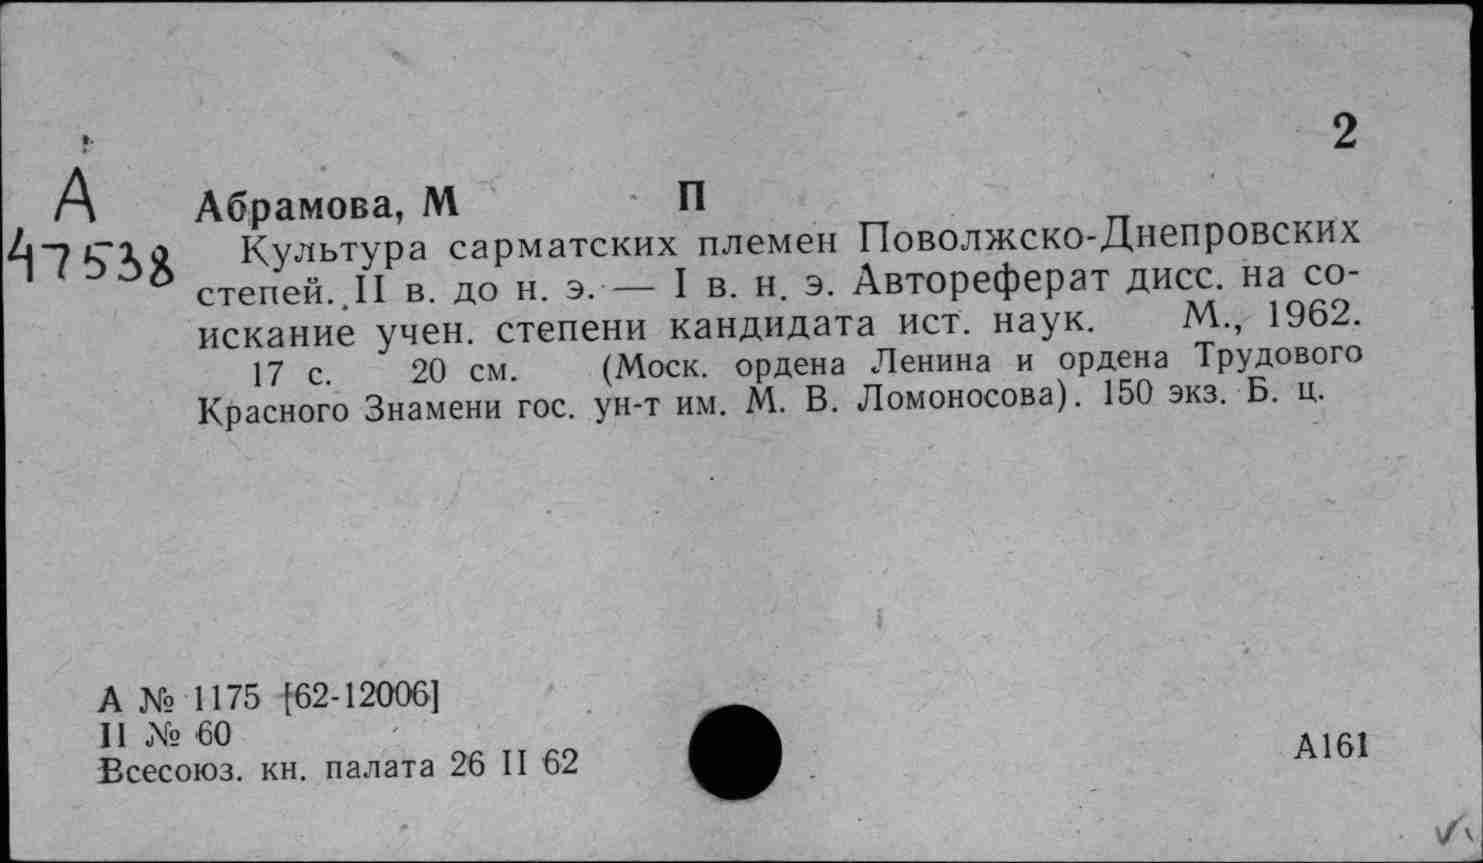 2
А
47538
Абрамова, М П
Культура сарматских племен Поволжско-Днепровских
степей. II в. до н. э. — I в. н. э. Автореферат дисс. на со-
искание учен. степени кандидата ист. наук. М., 1962.
17 с. 20 см. (Моск. ордена Ленина и ордена Трудового
Красного Знамени гос. ун-т им. М. В. Ломоносова). 150 экз. Б. ц.
А № 1175 [62-12006]
II № 60
Всесоюз. кн. палата 26 II 62
А161